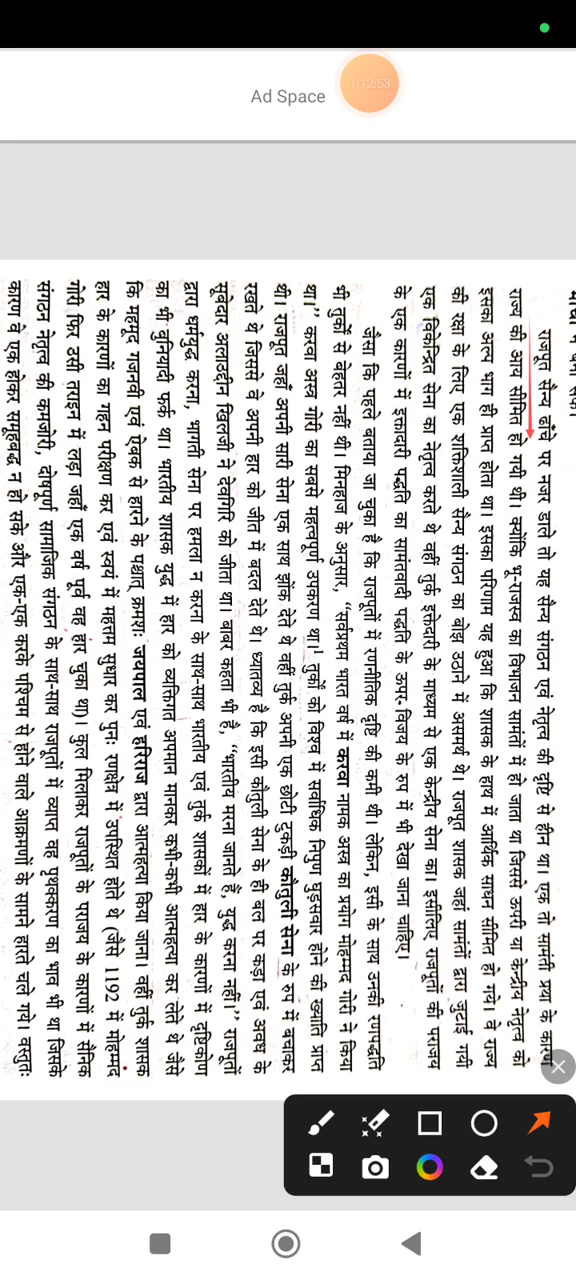 Ad Space
1:12:53
राजपूत सैन्य ढाँचे पर नजर डाले तो यह सैन्य संगठन एवं नेतृत्व की दृष्टि से हीन था। एक तो सामंती प्रथा के कारण
राज्य की आय सीमित हो गयी थी। क्योंकि भू-राजस्व का विभाजन सामंतों में हो जाता था जिससे ऊपरी या केन्द्रीय नेतृत्व को
इसका अल्प भाग ही प्राप्त होता था। इसका परिणाम यह हुआ कि शासक के हाथ में आर्थिक साधन सीमित हो गये। वे राज्य
की रक्षा के लिए एक शक्तिशाली सैन्य संगठन का बोझ उठाने में असमर्थ थे। राजपूत शासक जहां सामंतों द्वारा जुटाई गयी
एक विकेन्द्रित सेना का नेतृत्व करते थे वहीं तुर्क इक्तेदारी के माध्यम से एक केन्द्रीय सेना का। इसीलिए राजपूतों की पराजय
के एक कारणों में इक्तादारी पद्धति का सामंतवादी पद्धति के ऊपर विजय के रुप में भी देखा जाना चाहिए।
जैसा कि पहले बताया जा चुका है कि राजपूतों में रणनीतिक दृष्टि की कमी थी। लेकिन, इसी के साथ उनकी रणपद्धति
भी तुर्कों से बेहतर नहीं थी। मिनहाज के अनुसार, "सर्वप्रथम भारत वर्ष में करवा नामक अस्त्र का प्रयोग मोहम्मद गोरी ने किया
था।" करवा अस्त्र गोरी का सबसे महत्वपूर्ण उपकरण था। तुर्कों को विश्व में सर्वाधिक निपुण घुड़सवार होने की ख्याति प्राप्त
थी। राजपूत जहाँ अपनी सारी सेना एक साथ झोंक देते थे वहीं तुर्क अपनी एक छोटी टुकड़ी कौतुली सेना के रुप में बचाकर
रखते थे जिससे वे अपनी हार को जीत में बदल देते थे। ध्यातव्य है कि इसी कौतुली सेना के ही बल पर कड़ा एवं अवध के
सूबेदार अलाउद्दीन खिलजी ने देवगिरि को जीता था। बाबर कहता भी है, "भारतीय मरना जानते हैं, युद्ध करना नहीं।" राजपूतों
द्वारा धर्मयुद्ध करना, भागती सेना पर हमला न करना के साथ-साथ भारतीय एवं तुर्क शासकों में हार के कारणों में दृष्टिकोण
का भी बुनियादी फर्क था। भारतीय शासक युद्ध में हार को व्यक्तिगत अपमान मानकर कभी-कभी आत्महत्या कर लेते थे जैसे
कि महमूद गजनवी एवं ऐबक से हारने के पश्चात् क्रमशः जयपाल एवं हरिराज द्वारा आत्महत्या किया जाना। वहीं तुर्क शासक
हार के कारणों का गहन परीक्षण कर एवं स्वयं में महत्तम सुधार कर पुनः रणक्षेत्र में उपस्थित होते थे (जैसे 1192 में मोहम्मद
गोरी फिर उसी तराइन में लड़ा जहाँ एक वर्ष पूर्व वह हार चुका था)। कुल मिलाकर राजपूतों के पराजय के कारणों में सैनिक
संगठन नेतृत्व की कमजोरी, दोषपूर्ण सामाजिक संगठन के साथ-साथ राजपूतों में व्याप्त वह पृथक्करण का भाव भी था जिसके
कारण वे एक होकर समूहबद्ध न हो सके और एक-एक करके पश्चिम से होने वाले आक्रमणों के सामने हारते चले गये। वस्तुतः